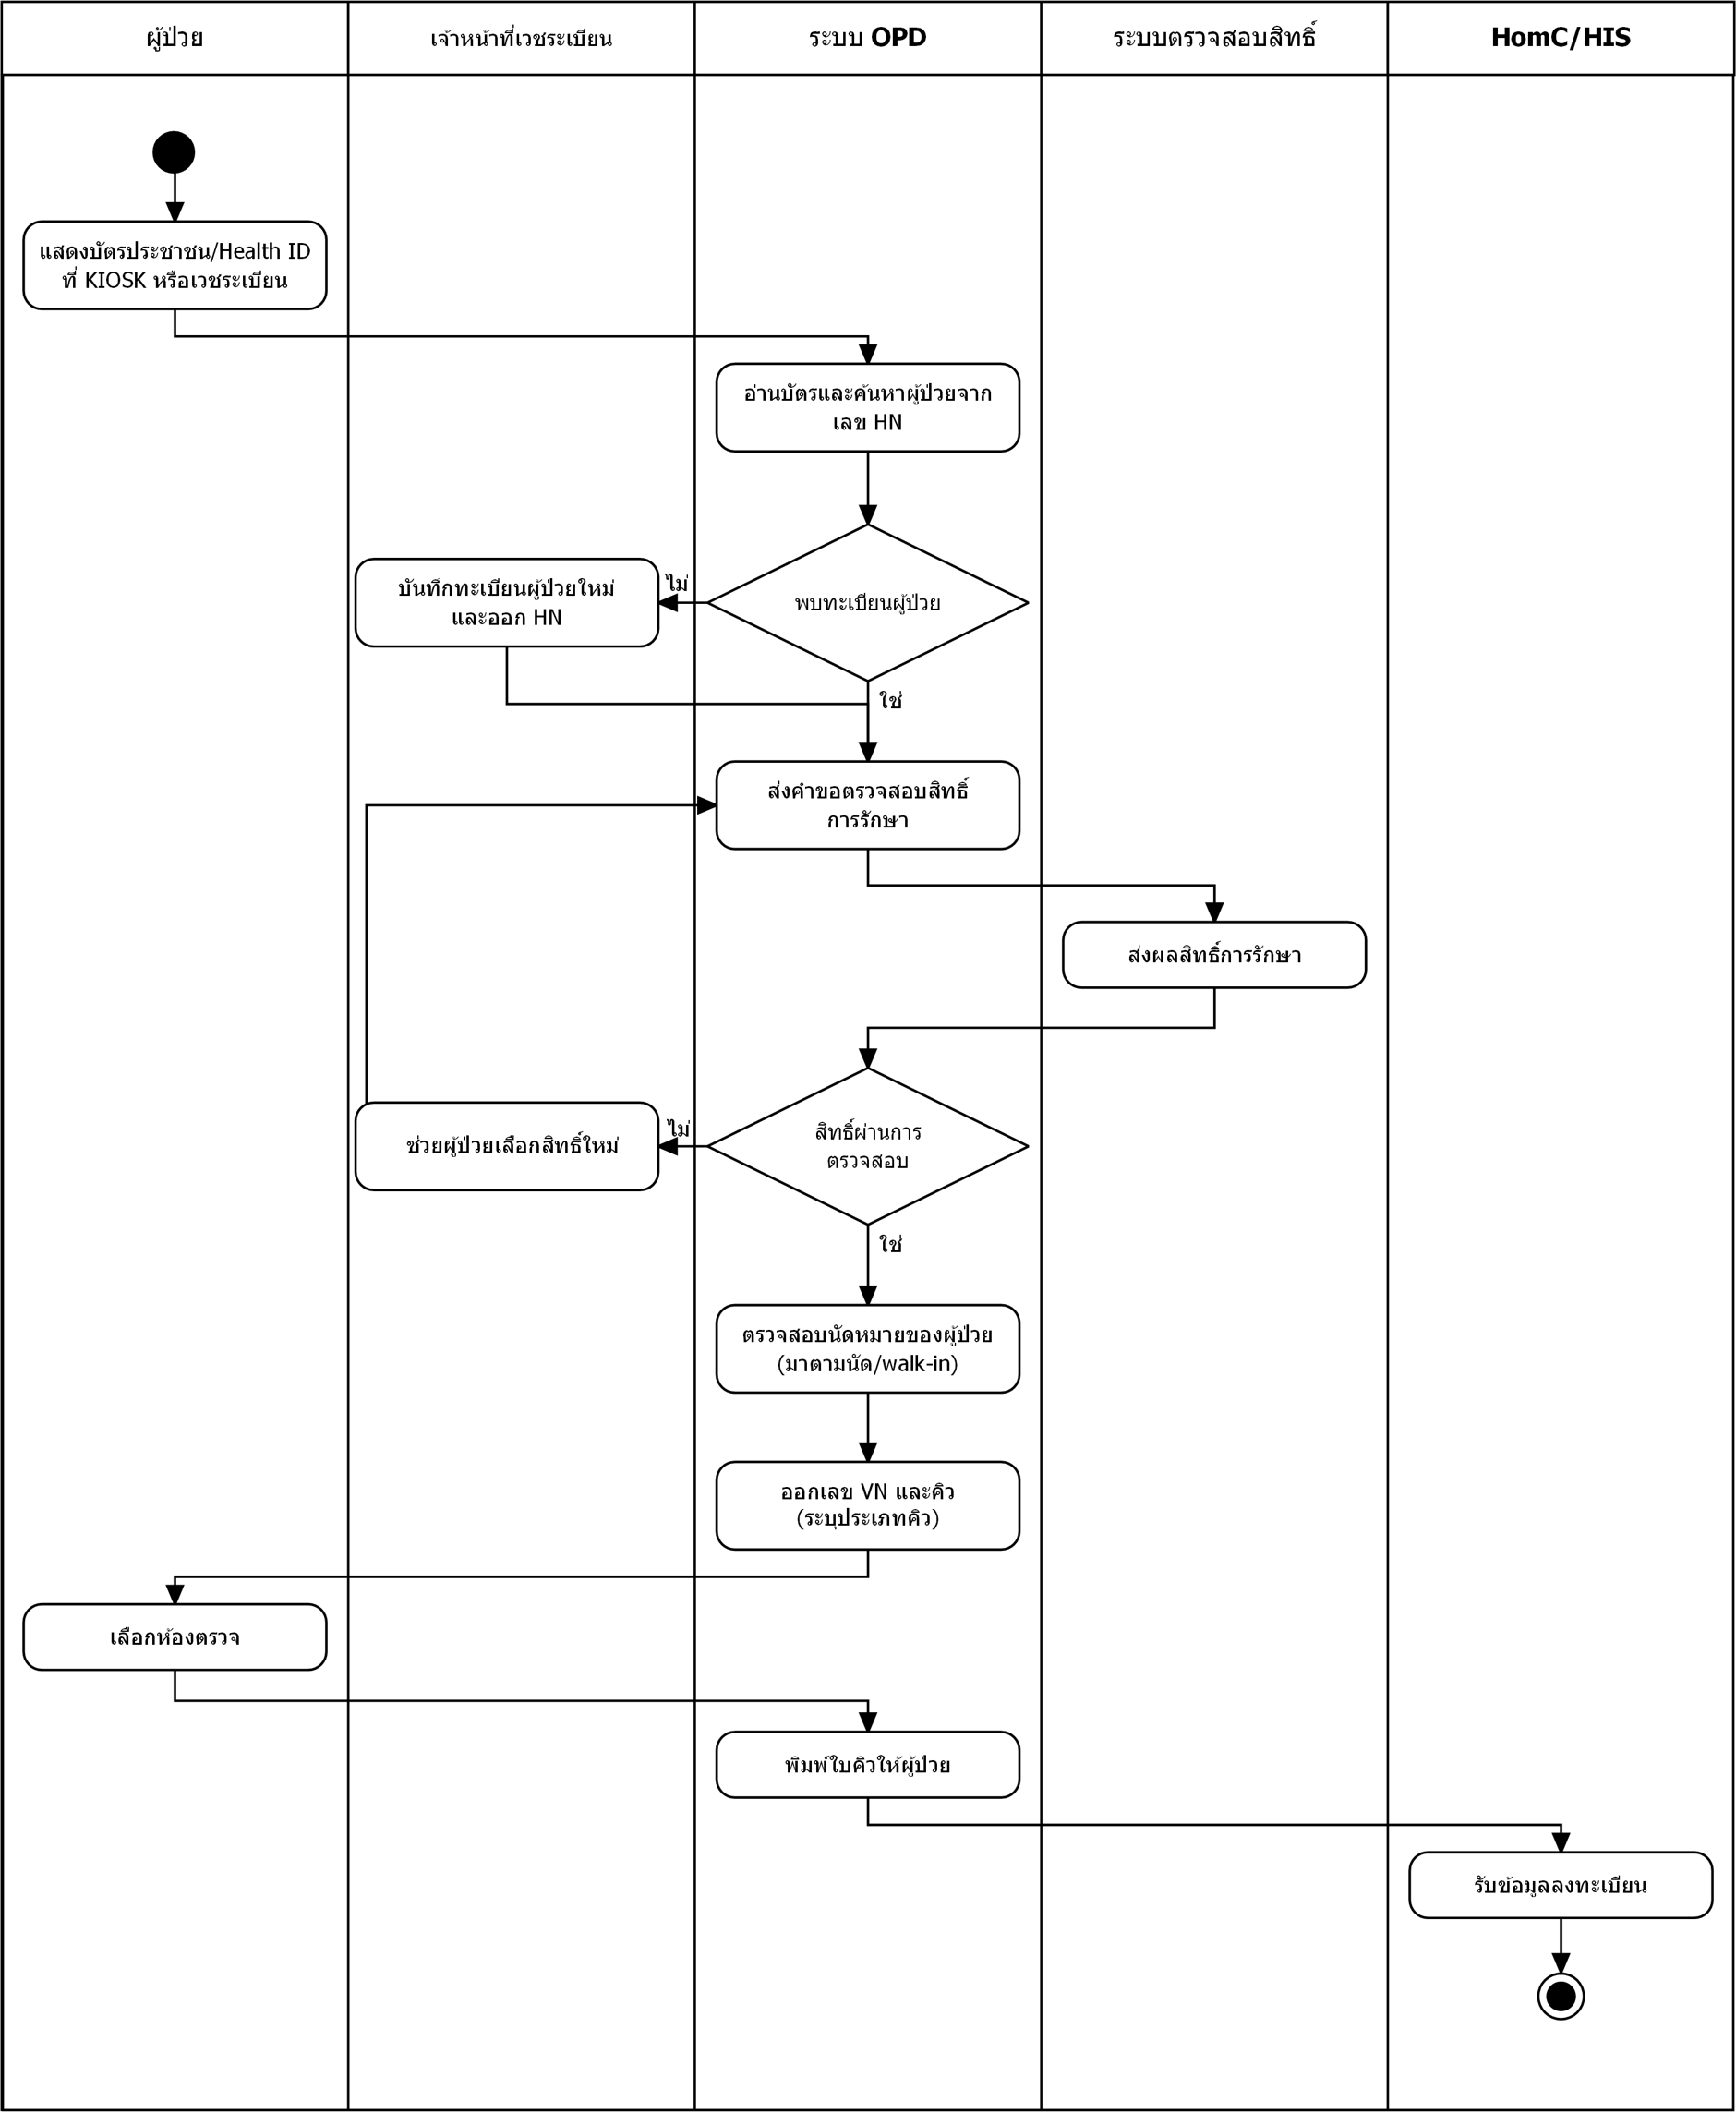 ผู้ป่วย
เจ้าหน้าที่เวชระเบียน
ระบบ OPD
ระบบตรวจสอบสิทธิ์
HomC/HIS
แสดงบัตรประชาชน/Health ID
ที่ KIOSK หรือเวชระเบียน
อ่านบัตรและค้นหาผู้ป่วยจาก
เลข HN
พบทะเบียนผู้ป่วย
ไม่
บันทึกทะเบียนผู้ป่วยใหม่
และออก HN
ใช่
ส่งคำขอตรวจสอบสิทธิ์
การรักษา
ส่งผลสิทธิ์การรักษา
สิทธิ์ผ่านการ
ตรวจสอบ
ไม่
ช่วยผู้ป่วยเลือกสิทธิ์ใหม่
ใช่
ตรวจสอบนัดหมายของผู้ป่วย
(มาตามนัด/walk-in)
ออกเลข VN และคิว
(ระบุประเภทคิว)
เลือกห้องตรวจ
พิมพ์ใบคิวให้ผู้ป่วย
รับข้อมูลลงทะเบียน